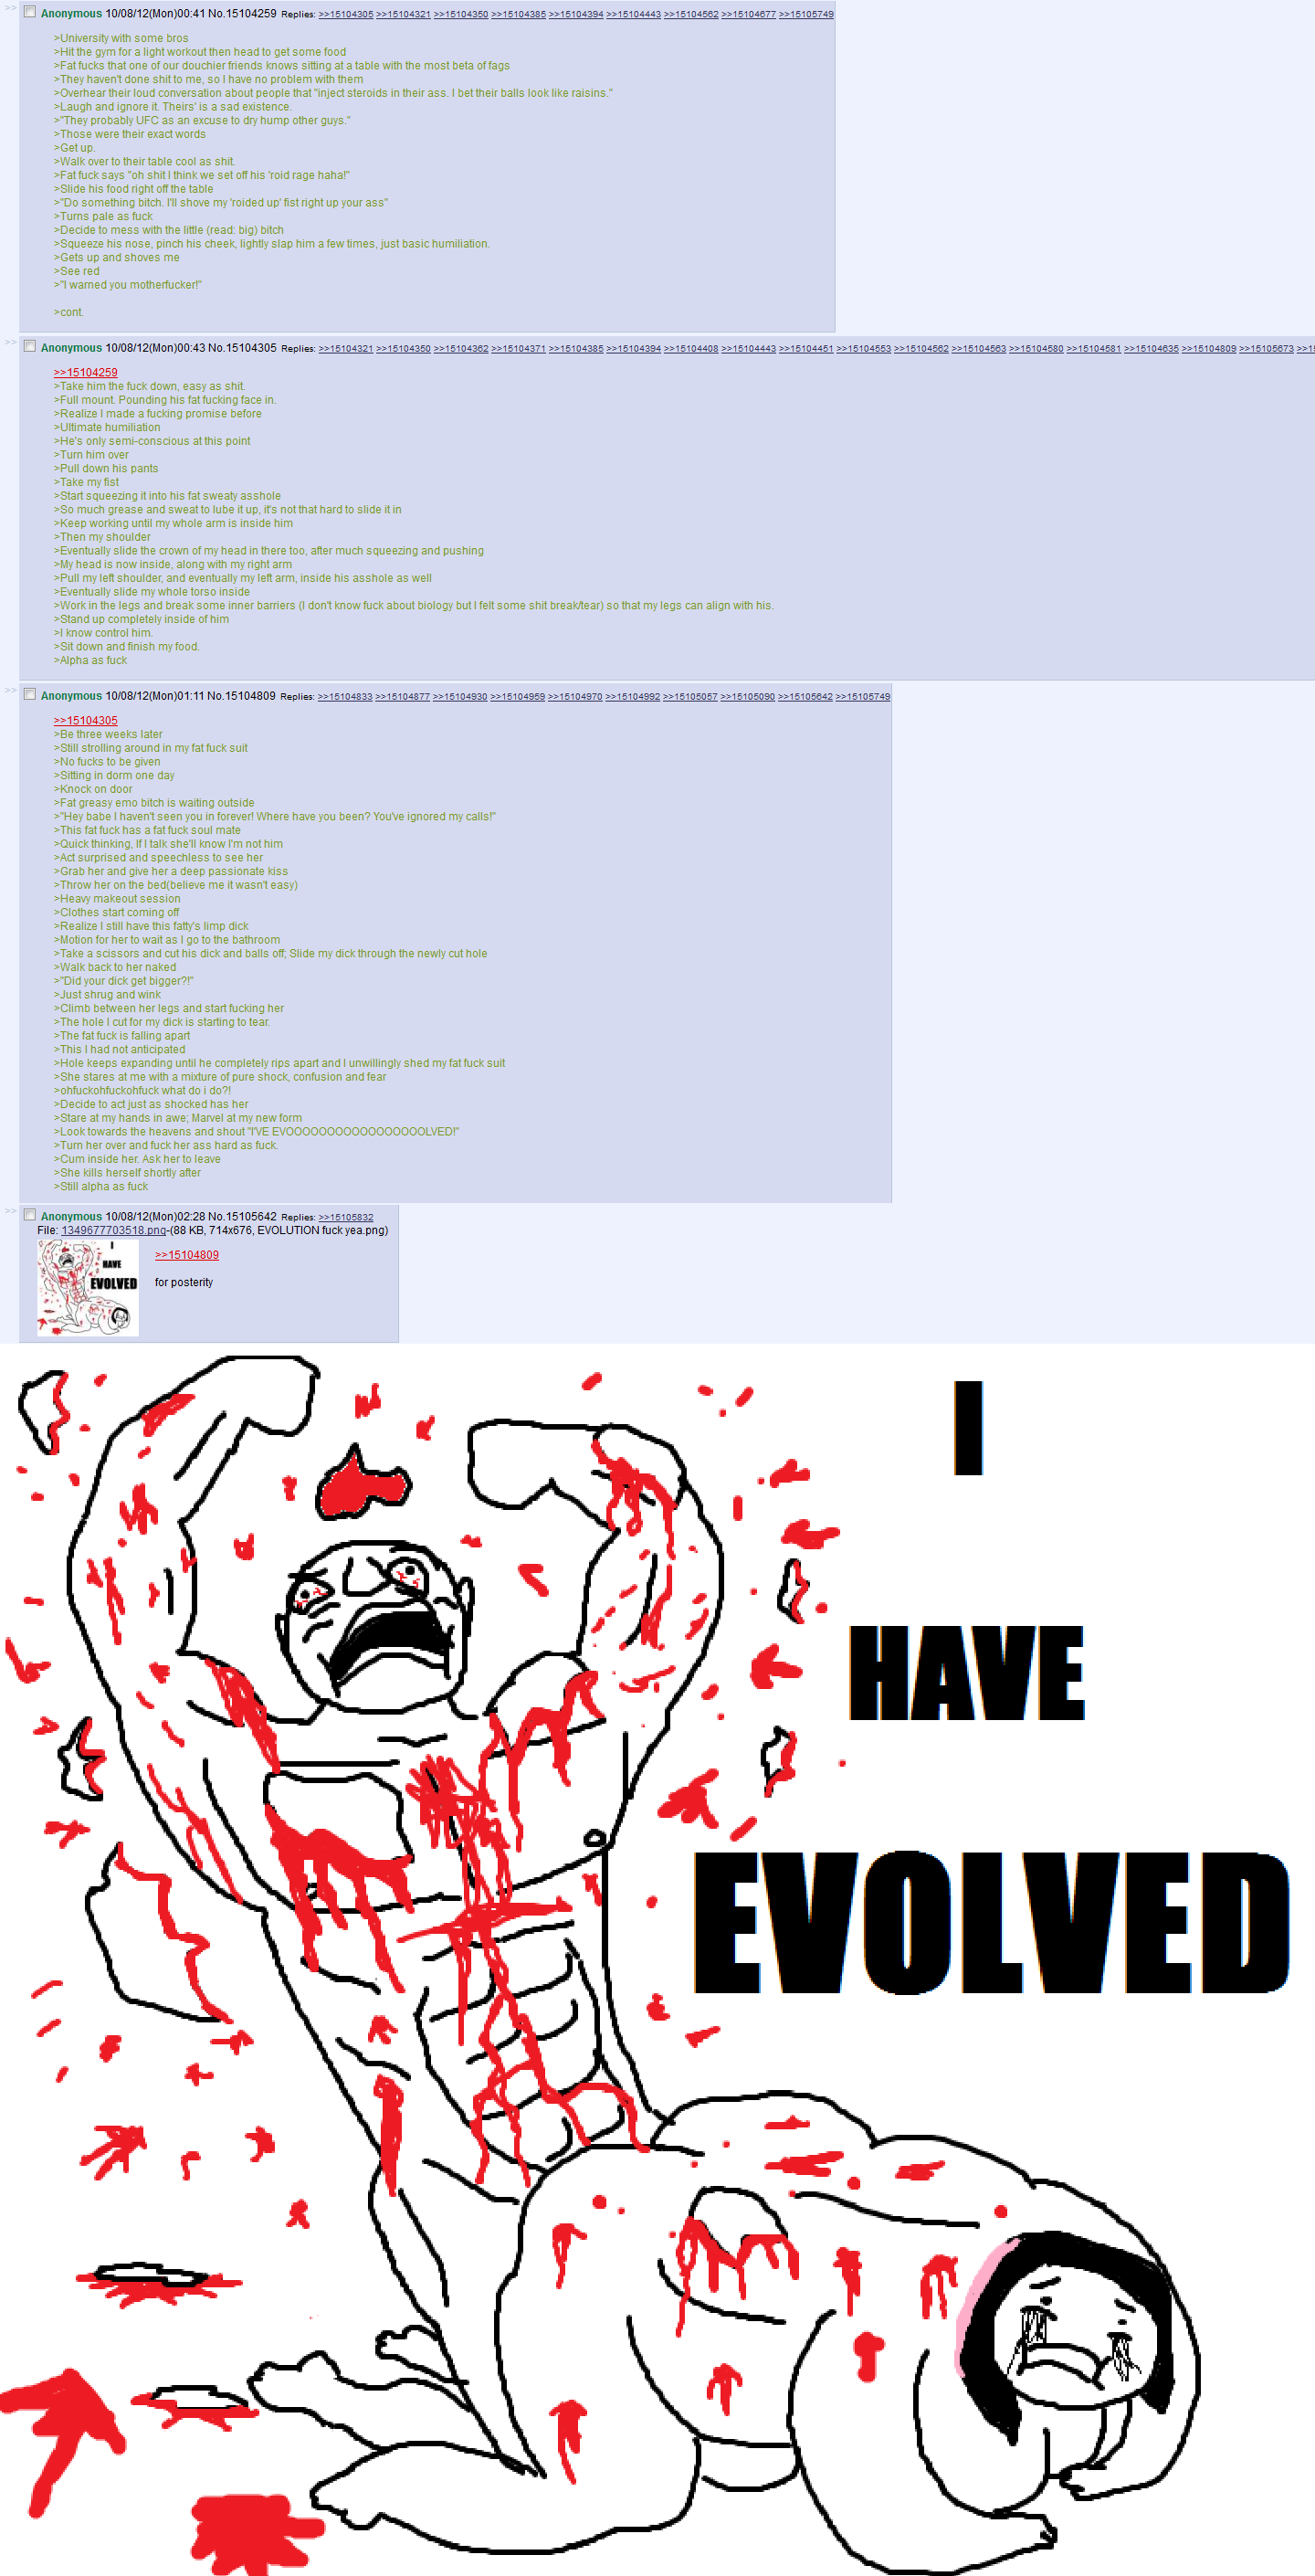 >> Anonymous 10/08/12(Mon)00:41 No.15104259 Replies: >>15104305 >>15104321 >>15104350 >>15104385 >>15104394 >>15104443 >>15104562 >>15104677 >>15105749
>University with some bros
>Hit the gym for a light workout then head to get some food
>Fat fucks that one of our douchier friends knows sitting at a table with the most beta of fags
>They haven't done shit to me, so I have no problem with them
>Overhear their loud conversation about people that "inject steroids in their ass. I bet their balls look like raisins."
>Laugh and ignore it. Theirs' is a sad existence.
>"They probably UFC as an excuse to dry hump other guys."
>Those were their exact words
>Get up.
>Walk over to their table cool as shit.
>Fat fuck says "oh shit I think we set off his 'roid rage haha!"
>Slide his food right off the table
>"Do something bitch. I'll shove my 'roided up' fist right up your ass"
>Turns pale as fuck
>Decide to mess with the little (read: big) bitch
>Squeeze his nose, pinch his cheek, lightly slap him a few times, just basic humiliation.
>Gets up and shoves me
>See red
>"I warned you motherfucker!"
>cont.
>> Anonymous 10/08/12(Mon)00:43 No.15104305 Replies: >>15104321 >>15104350 >>15104362 >>15104371 >>15104385 >>15104394 >>15104408 >>15104443 >>15104451 >>15104553 >>15104562 >>15104563 >>15104580 >>15104581 >>15104635 >>15104809 >>15105673
>>15104259
>Take him the fuck down, easy as shit.
>Full mount. Pounding his fat fucking face in.
>Realize I made a fucking promise before
>Ultimate humiliation
>He's only semi-conscious at this point
>Turn him over
>Pull down his pants
>Take my fist
>Start squeezing it into his fat sweaty asshole
>So much grease and sweat to lube it up, it's not that hard to slide it in
>Keep working until my whole arm is inside him
>Then my shoulder
>Eventually slide the crown of my head in there too, after much squeezing and pushing
>My head is now inside, along with my right arm
>Pull my left shoulder, and eventually my left arm, inside his asshole as well
>Eventually slide my whole torso inside
>Work in the legs and break some inner barriers (I don't know fuck about biology but I felt some shit break/tear) so that my legs can align with his.
>Stand up completely inside of him
>I know control him.
>Sit down and finish my food.
>Alpha as fuck
>> Anonymous 10/08/12(Mon)01:11 No.15104809 Replies: >>15104833 >>15104877 >>15104930 >>15104959 >>15104970 >>15104992 >>15105057 >>15105090 >>15105642 >>15105749
>>15104305
>Be three weeks later
>Still strolling around in my fat fuck suit
>No fucks to be given
>Sitting in dorm one day
>Knock on door
>Fat greasy emo bitch is waiting outside
>"Hey babe I haven't seen you in forever! Where have you been? You've ignored my calls!"
>This fat fuck has a fat fuck soul mate
>Quick thinking, If I talk she'll know I'm not him
>Act surprised and speechless to see her
>Grab her and give her a deep passionate kiss
>Throw her on the bed(believe me it wasn't easy)
>Heavy makeout session
>Clothes start coming off
>Realize I still have this fatty's limp dick
>Motion for her to wait as I go to the bathroom
>Take a scissors and cut his dick and balls off; Slide my dick through the newly cut hole
>Walk back to her naked
>"Did your dick get bigger?!"
>Just shrug and wink
>Climb between her legs and start fucking her
>The hole I cut for my dick is starting to tear.
>The fat fuck is falling apart
>This I had not anticipated
>Hole keeps expanding until he completely rips apart and I unwillingly shed my fat fuck suit
>She stares at me with a mixture of pure shock, confusion and fear
>ohfuckohfuckohfuck what do i do?!
>Decide to act just as shocked has her
>Stare at my hands in awe; Marvel at my new form
>Look towards the heavens and shout "I'VE EVOOOOOOOOOOOOOOOOOLVED!"
>Turn her over and fuck her ass hard as fuck.
>Cum inside her. Ask her to leave
>She kills herself shortly after
>Still alpha as fuck
>> Anonymous 10/08/12(Mon)02:28 No.15105642 Replies: >>15105832
File: 1349677703518.png-(88 KB, 714x676, EVOLUTION fuck yea.png)
I
HAVE
EVOLVED
>>15104809
for posterity
I
HAVE
EVOLVED